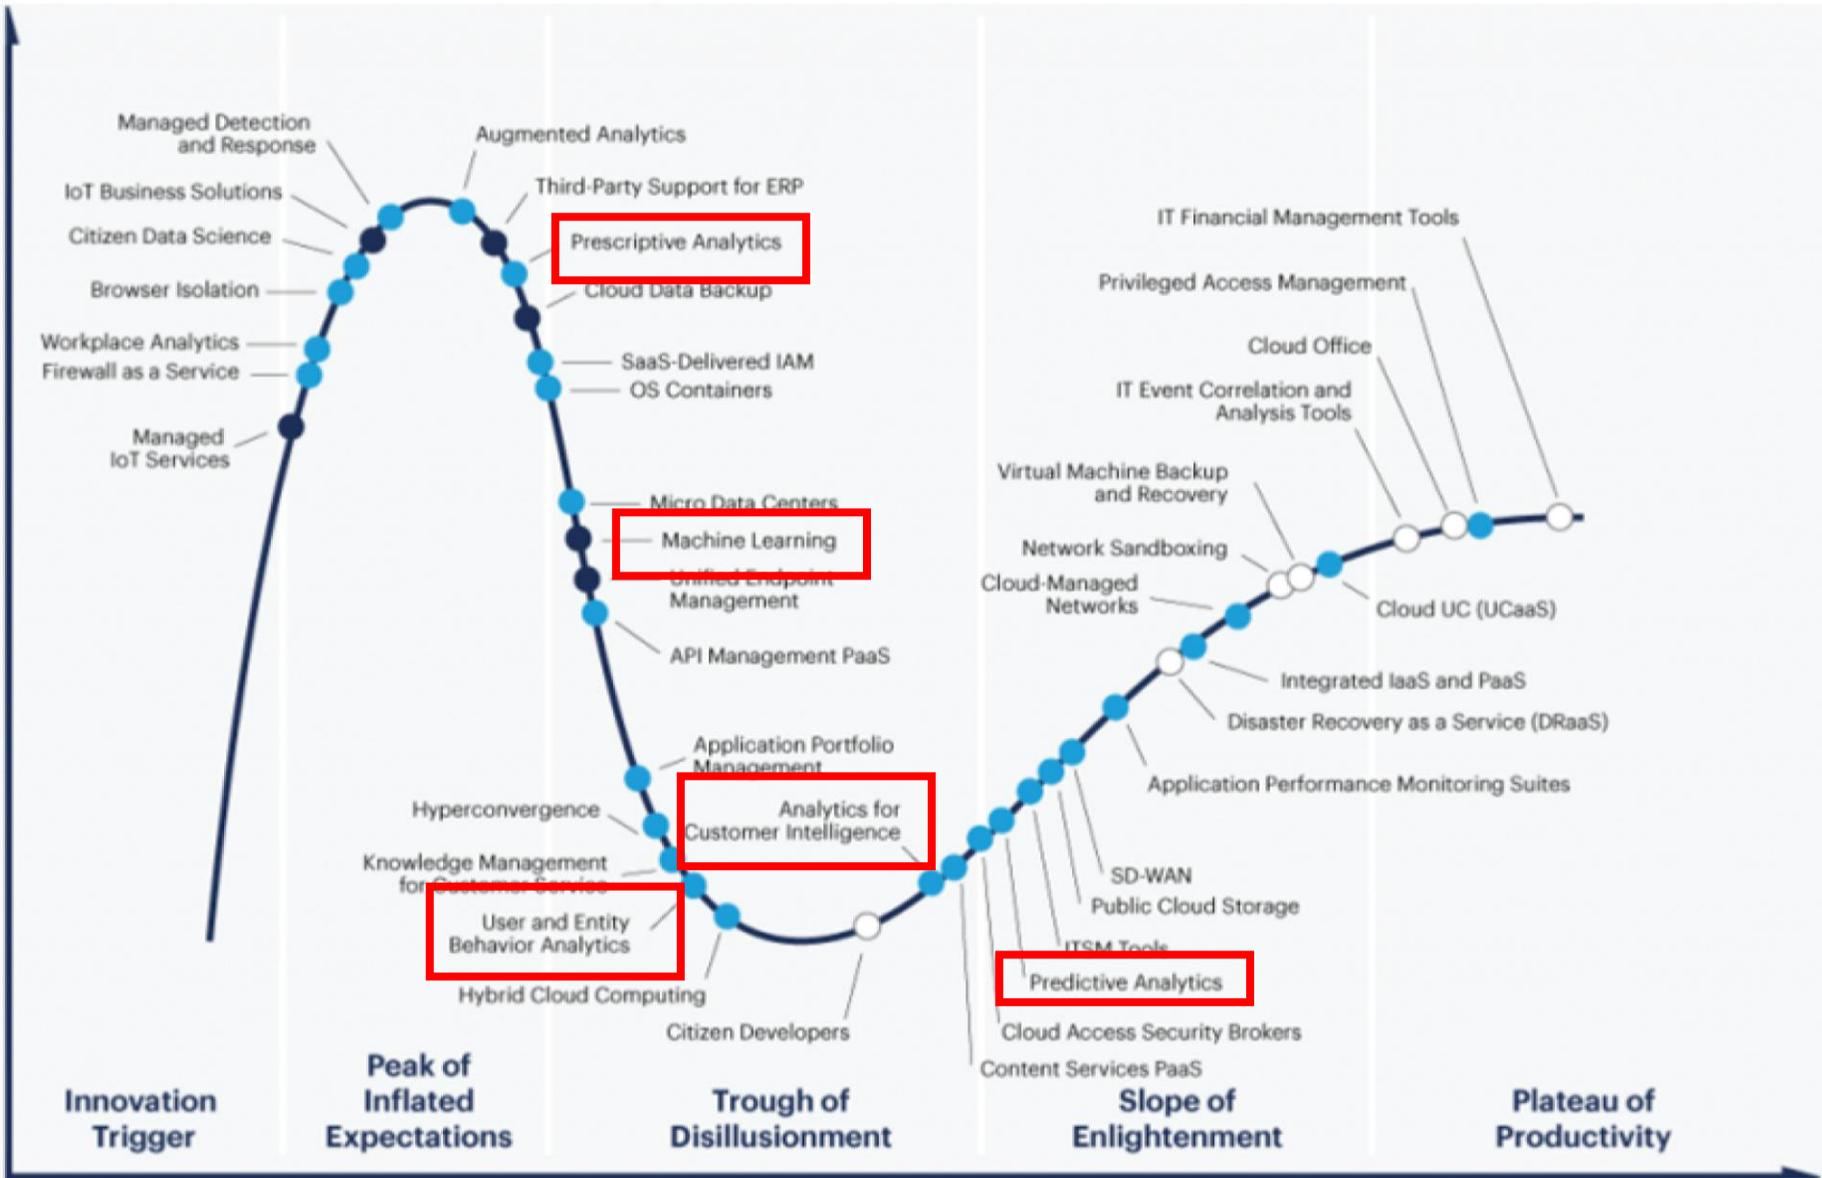 Managed Detection
and Response
IoT Business Solutions
Citizen Data Science
Browser Isolation
Workplace Analytics
Firewall as a Service
Managed
IoT Services
Augmented Analytics
Third-Party Support for ERP
Prescriptive Analytics
Cloud Data Backup
SaaS-Delivered IAM
OS Containers
Micro Data Centers
Machine Learning
Unified Endpoint
Management
API Management PaaS
Application Portfolio
Management
Hyperconvergence
Analytics for
Customer Intelligence
Knowledge Management
for Customer Service
User and Entity
Behavior Analytics
Hybrid Cloud Computing
Citizen Developers
IT Financial Management Tools
Privileged Access Management
Cloud Office
IT Event Correlation and
Analysis Tools
Virtual Machine Backup
and Recovery
Network Sandboxing
Cloud-Managed
Networks
Cloud UC (UCaaS)
Integrated IaaS and PaaS
Disaster Recovery as a Service (DRaaS)
Application Performance Monitoring Suites
SD-WAN
Public Cloud Storage
ITSM Tools
Predictive Analytics
Cloud Access Security Brokers
Content Services PaaS
Innovation
Trigger
Peak of
Inflated
Expectations
Trough of
Disillusionment
Slope of
Enlightenment
Plateau of
Productivity